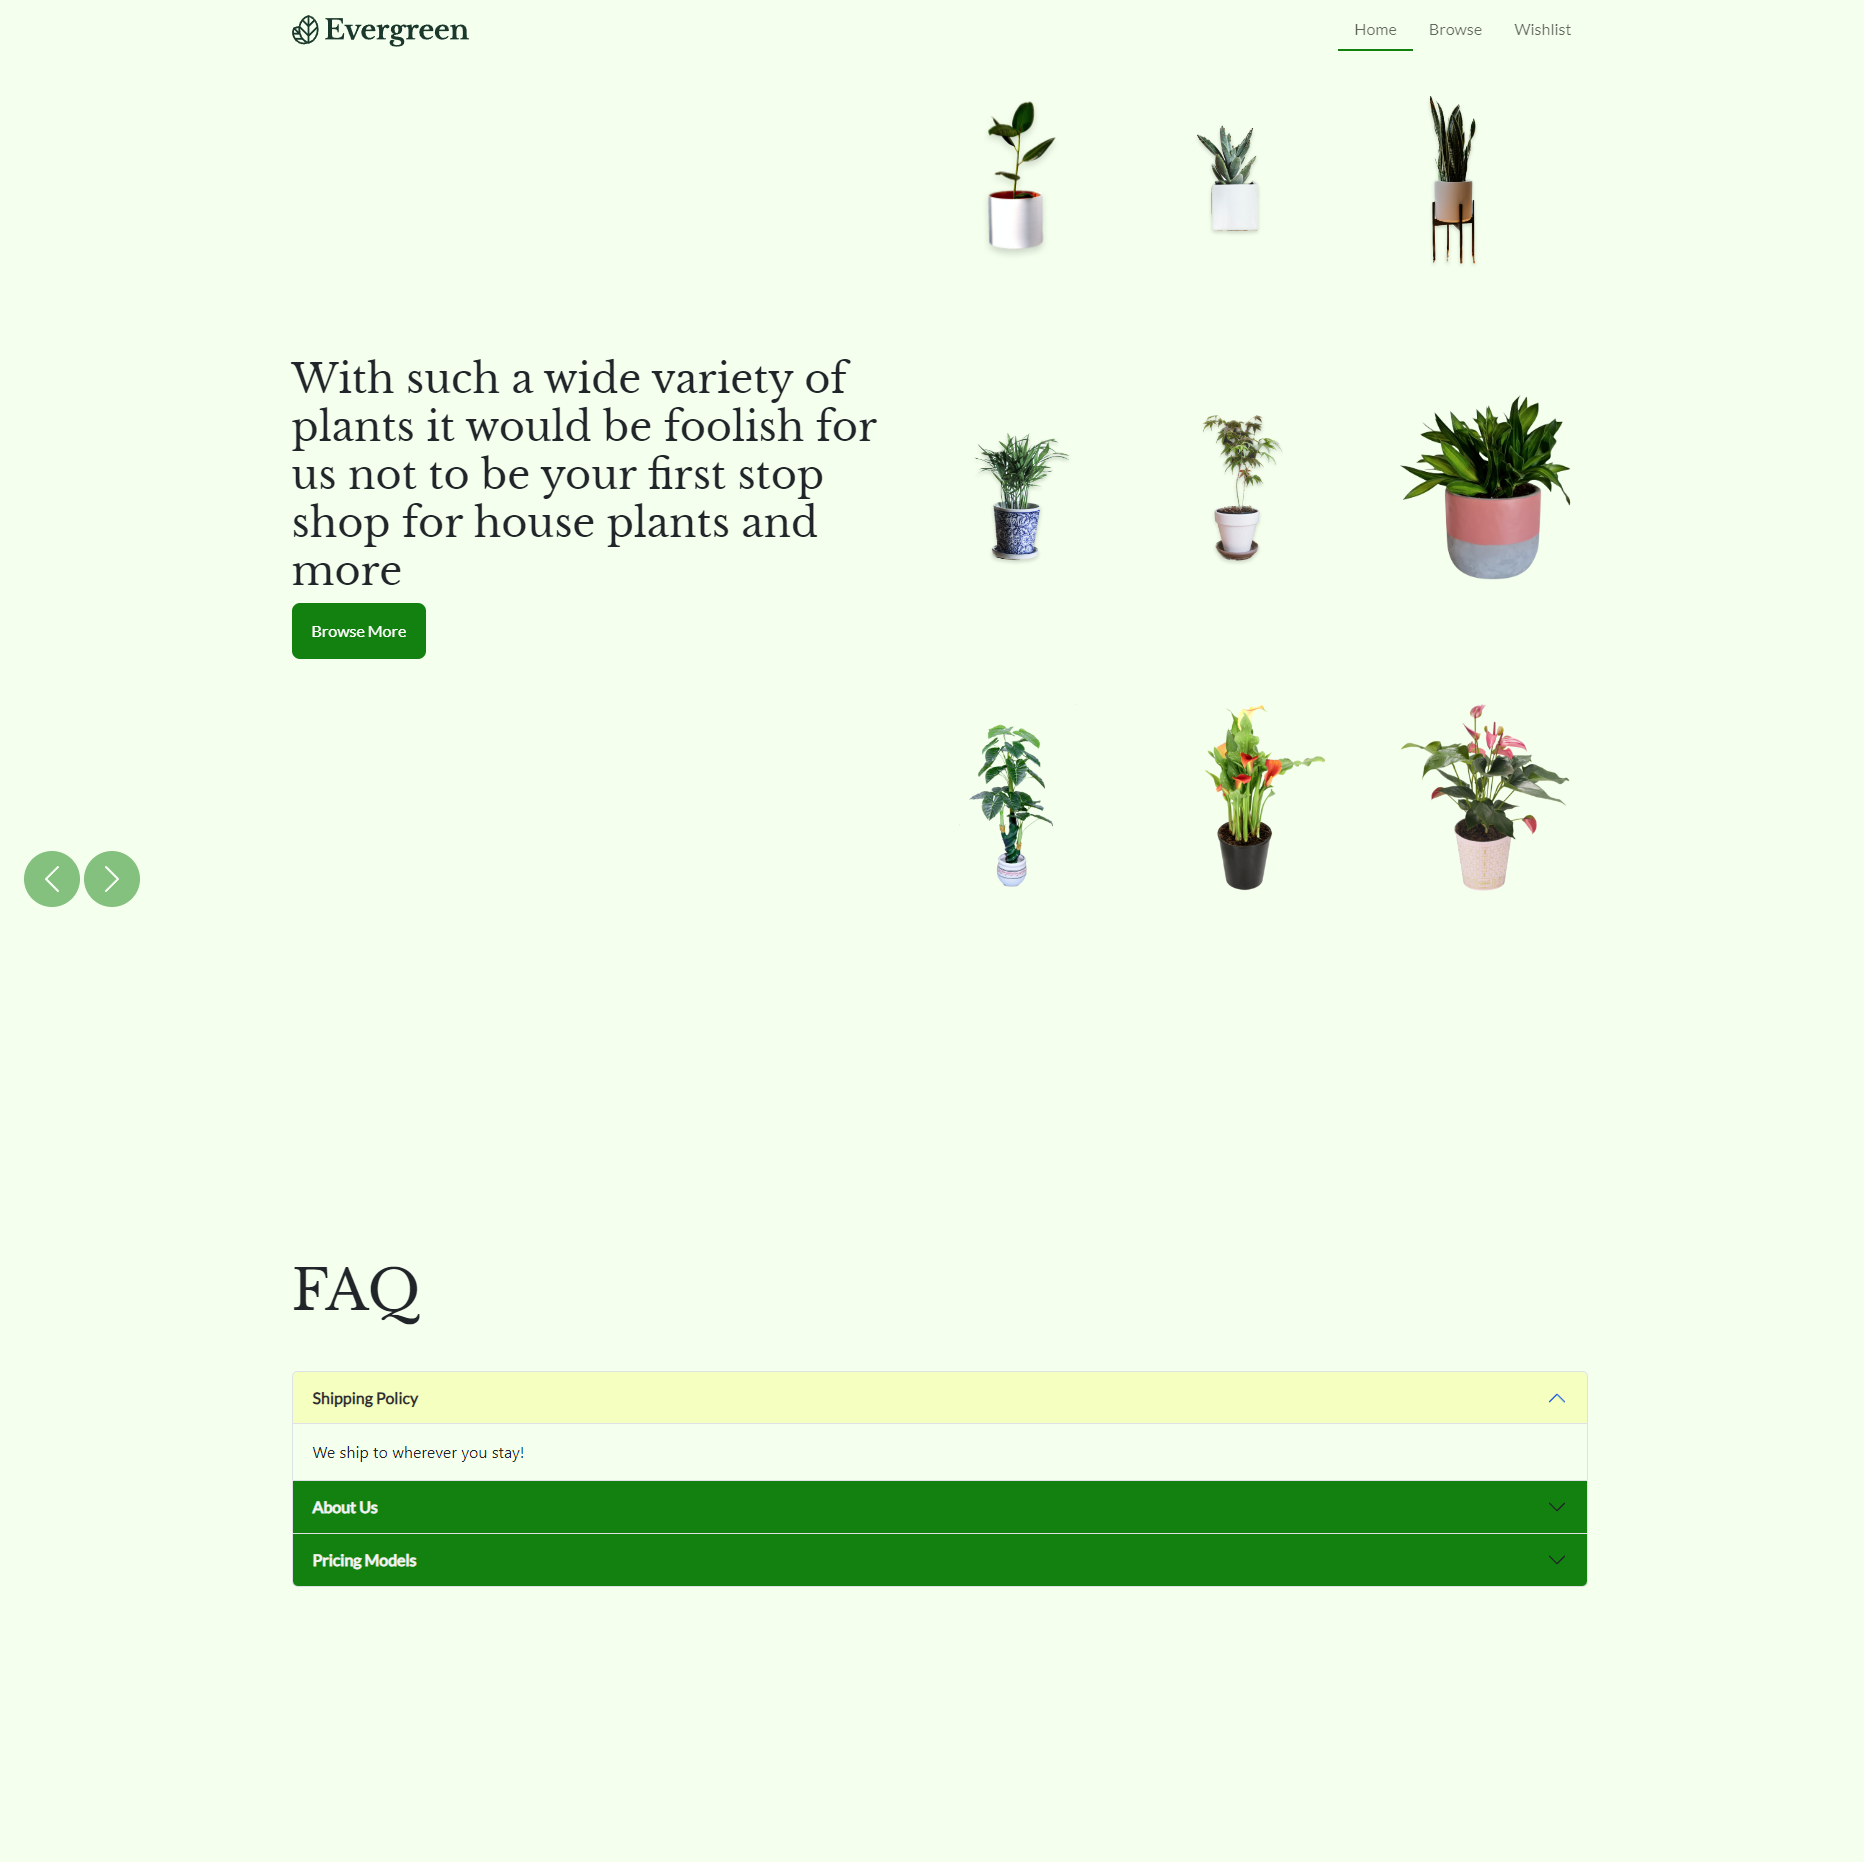 Evergreen
Home
Browse
Wishlist
With such a wide variety of
plants it would be foolish for
us not to be your first stop
shop for house plants and
more
Browse More
FAQ
Shipping Policy
We ship to wherever you stay!
About Us
Pricing Models